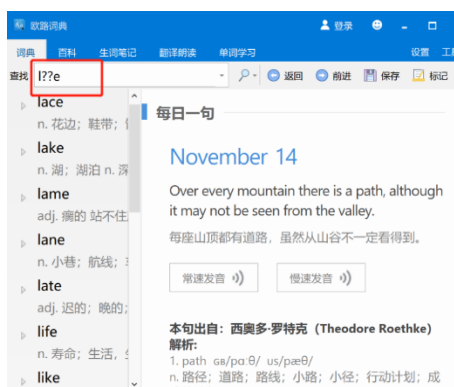 欧路词典 登录
词典 百科 生词笔记 翻译朗读 单词学习 设置 工
查找 l??e 返回 前进 保存 标记
lace
n. 花边；鞋带；
lake
n. 湖；湖泊 n. 深
lame
adj. 瘸的 站不住
lane
n. 小巷；航线；
late
adj. 迟的；晚的；
life
n. 寿命；生活，
like
每日一句
November 14
Over every mountain there is a path, although
it may not be seen from the valley.
每座山顶都有道路，虽然从山谷不一定看得到。
常速发音 慢速发音
本句出自：西奥多·罗特克（Theodore Roethke）
解析:
1. path ɢʙ/pɑːθ/ us/pæθ/
n. 路径；道路；路线；小路；小径；行动计划；成